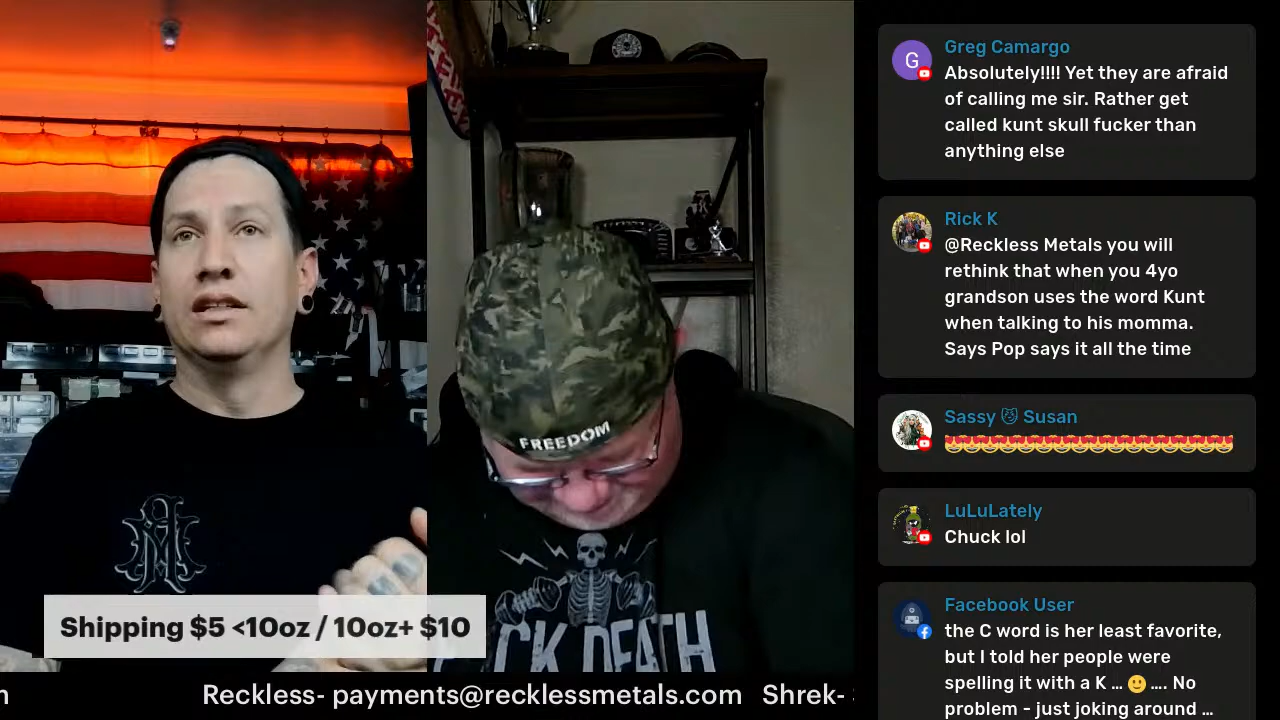 Greg Camargo
Absolutely!!!! Yet they are afraid
of calling me sir. Rather get
called kunt skull fucker than
anything else
Rick K
@Reckless Metals you will
rethink that when you 4yo
grandson uses the word Kunt
when talking to his momma.
Says Pop says it all the time
Sassy 😼 Susan
😍😍😍😍😍😍😍😍😍😍😍😍😍😍😍😍
LuLuLately
Chuck lol
Facebook User
the C word is her least favorite,
but I told her people were
spelling it with a K ... 🙂 .... No
problem - just joking around ...
G
FREEDOM
CK DEATH
Shipping $5 <10oz / 10oz+ $10
Reckless- payments@recklessmetals.com Shrek-